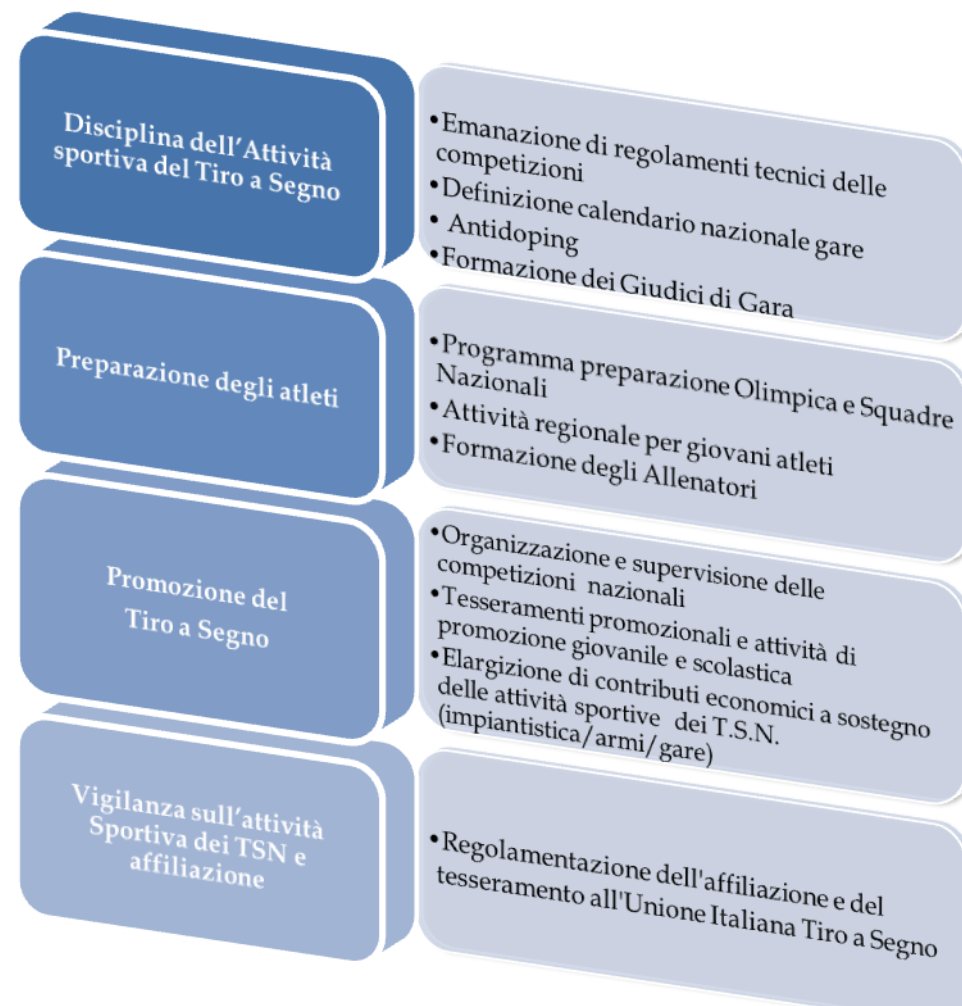 Disciplina dell'Attività
sportiva del Tiro a Segno
•Emanazione di regolamenti tecnici delle
competizioni
•Definizione calendario nazionale gare
• Antidoping
•Formazione dei Giudici di Gara
Preparazione degli atleti
•Programma preparazione Olimpica e Squadre
Nazionali
•Attività regionale per giovani atleti
•Formazione degli Allenatori
Promozione del
Tiro a Segno
•Organizzazione e supervisione delle
competizioni nazionali
•Tesseramenti promozionali e attività di
promozione giovanile e scolastica
•Elargizione di contributi economici a sostegno
delle attività sportive dei T.S.N.
(impiantistica/armi/gare)
Vigilanza sull'attività
Sportiva dei TSN e
affiliazione
•Regolamentazione dell'affiliazione e del
tesseramento all'Unione Italiana Tiro a Segno